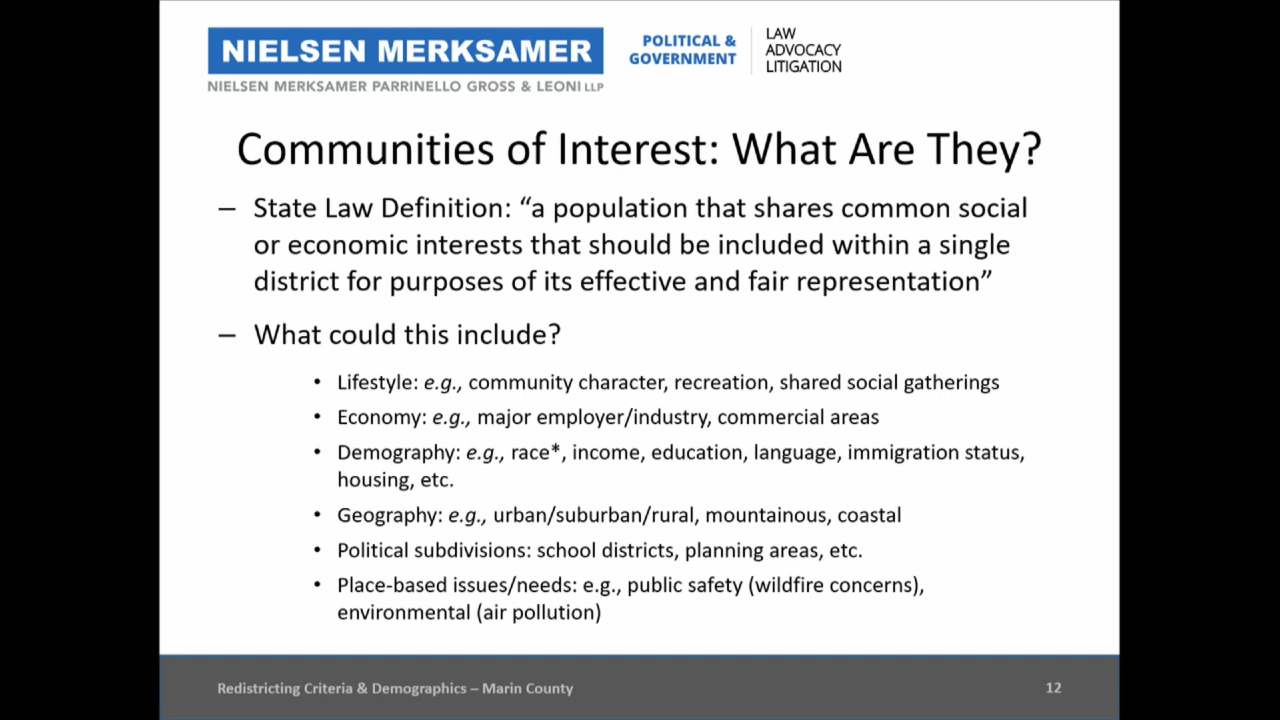 NIELSEN MERKSAMER
NIELSEN MERKSAMER PARRINELLO GROSS & LEONI LLP
POLITICAL &
GOVERNMENT
LAW
ADVOCACY
LITIGATION
Communities of Interest: What Are They?
– State Law Definition: “a population that shares common social
or economic interests that should be included within a single
district for purposes of its effective and fair representation”
– What could this include?
• Lifestyle: e.g., community character, recreation, shared social gatherings
• Economy: e.g., major employer/industry, commercial areas
• Demography: e.g., race*, income, education, language, immigration status,
housing, etc.
• Geography: e.g., urban/suburban/rural, mountainous, coastal
• Political subdivisions: school districts, planning areas, etc.
• Place-based issues/needs: e.g., public safety (wildfire concerns),
environmental (air pollution)
Redistricting Criteria & Demographics – Marin County
12